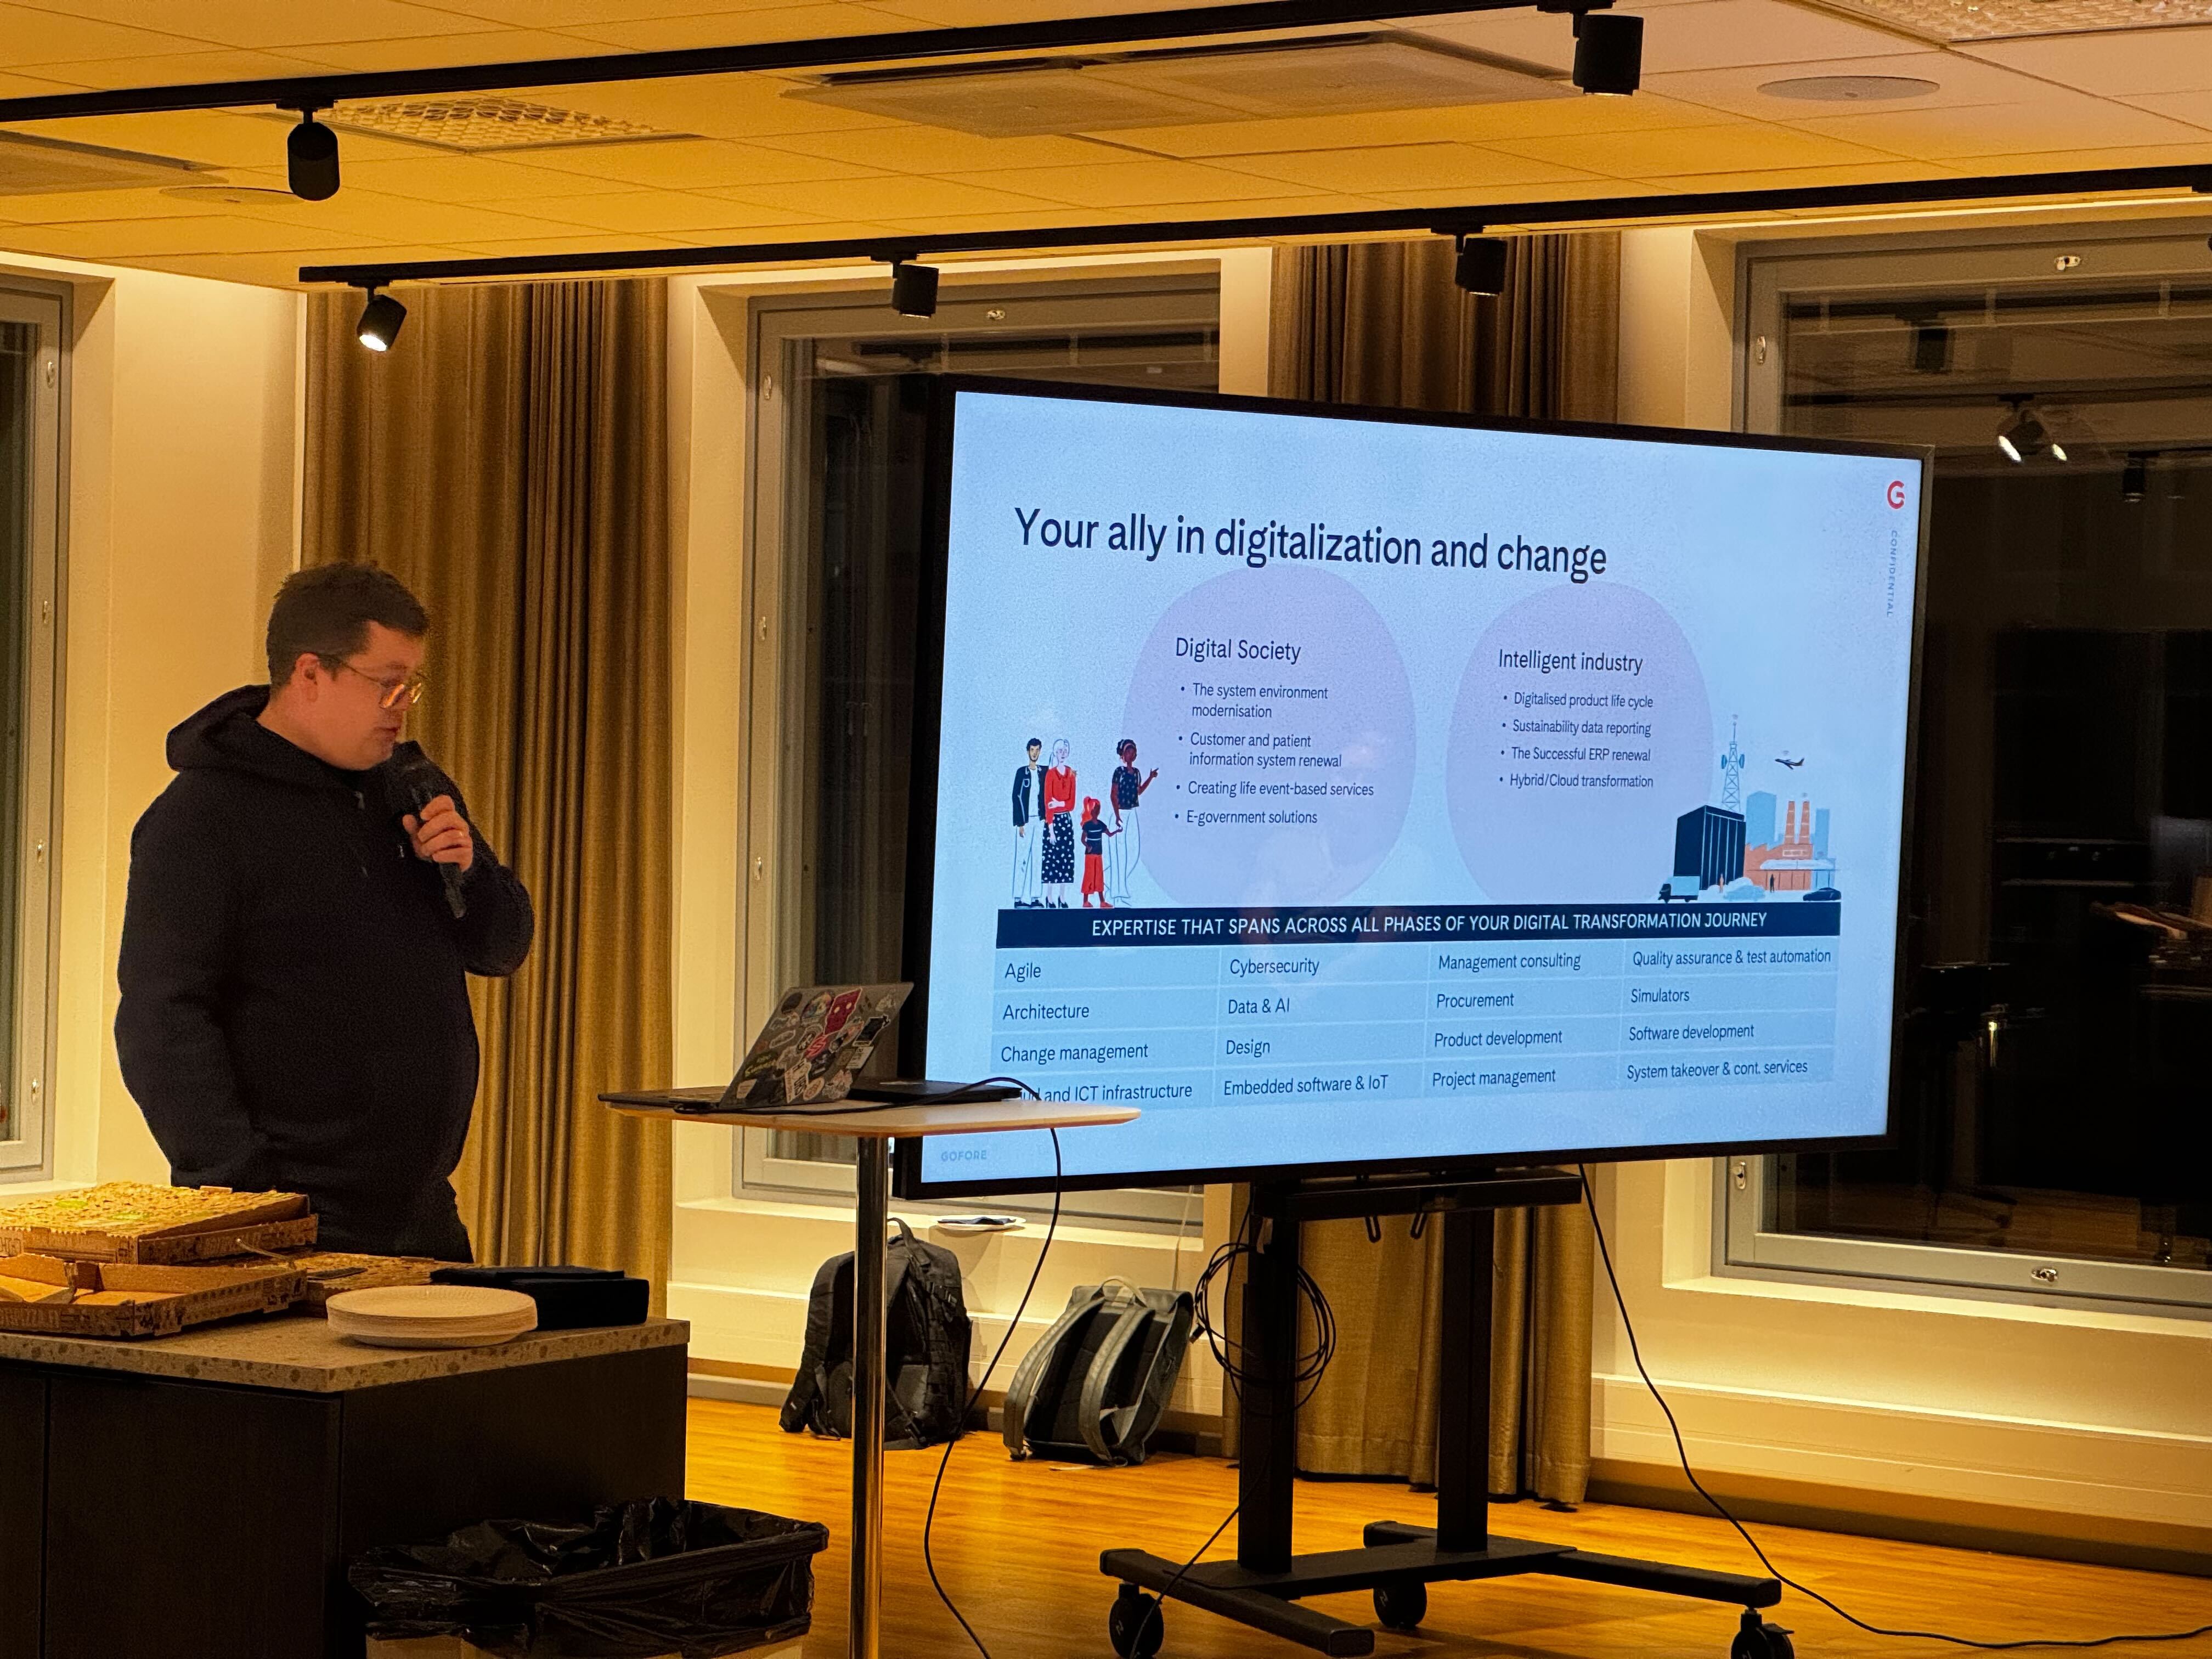 Your ally in digitalization and change
G
CONFIDENTIAL
Digital Society
• The system environment
modernisation
• Customer and patient
information system renewal
• Creating life event-based services
• E-government solutions
Intelligent industry
• Digitalised product life cycle
• Sustainability data reporting
• The Successful ERP renewal
• Hybrid/Cloud transformation
EXPERTISE THAT SPANS ACROSS ALL PHASES OF YOUR DIGITAL TRANSFORMATION JOURNEY
Agile Cybersecurity Management consulting Quality assurance & test automation
Architecture Data & AI Procurement Simulators
Change management Design Product development Software development
and ICT infrastructure Embedded software & IoT Project management System takeover & cont. services
GOFORE